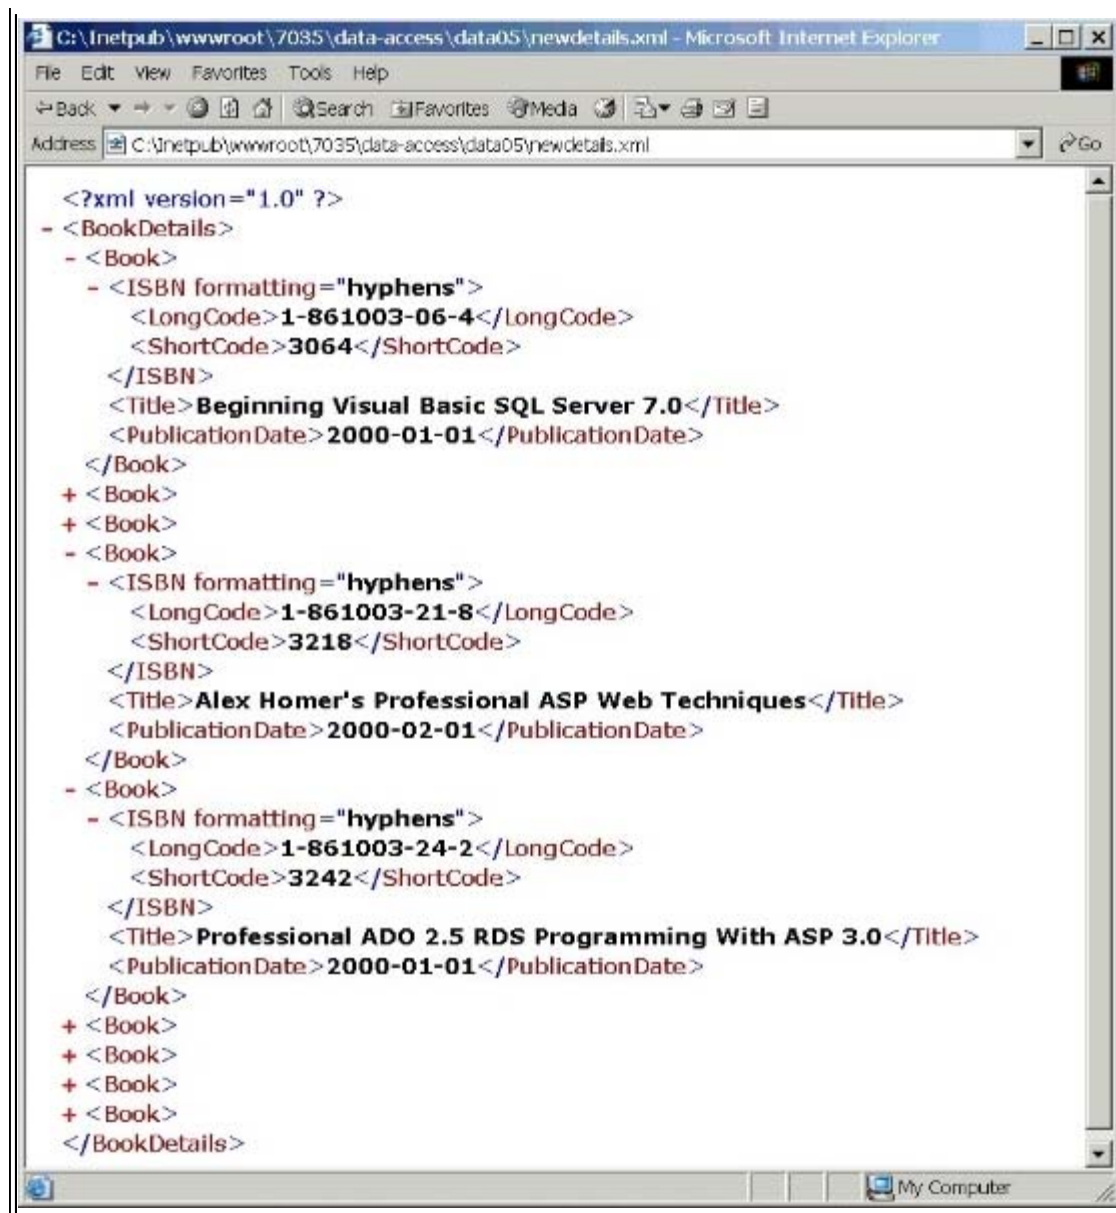 C:\Inetpub\wwwroot\7035\data-access\data05\newdetails.xml - Microsoft Internet Explorer
File Edit View Favorites Tools Help
Back Search Favorites Media
Address C:\Inetpub\wwwroot\7035\data-access\data05\newdetails.xml Go
<?xml version="1.0" ?>
- <BookDetails>
- <Book>
- <ISBN formatting="hyphens">
<LongCode>1-861003-06-4</LongCode>
<ShortCode>3064</ShortCode>
</ISBN>
<Title>Beginning Visual Basic SQL Server 7.0</Title>
<PublicationDate>2000-01-01</PublicationDate>
</Book>
+ <Book>
+ <Book>
- <Book>
- <ISBN formatting="hyphens">
<LongCode>1-861003-21-8</LongCode>
<ShortCode>3218</ShortCode>
</ISBN>
<Title>Alex Homer's Professional ASP Web Techniques</Title>
<PublicationDate>2000-02-01</PublicationDate>
</Book>
- <Book>
- <ISBN formatting="hyphens">
<LongCode>1-861003-24-2</LongCode>
<ShortCode>3242</ShortCode>
</ISBN>
<Title>Professional ADO 2.5 RDS Programming With ASP 3.0</Title>
<PublicationDate>2000-01-01</PublicationDate>
</Book>
+ <Book>
+ <Book>
+ <Book>
+ <Book>
</BookDetails>
My Computer